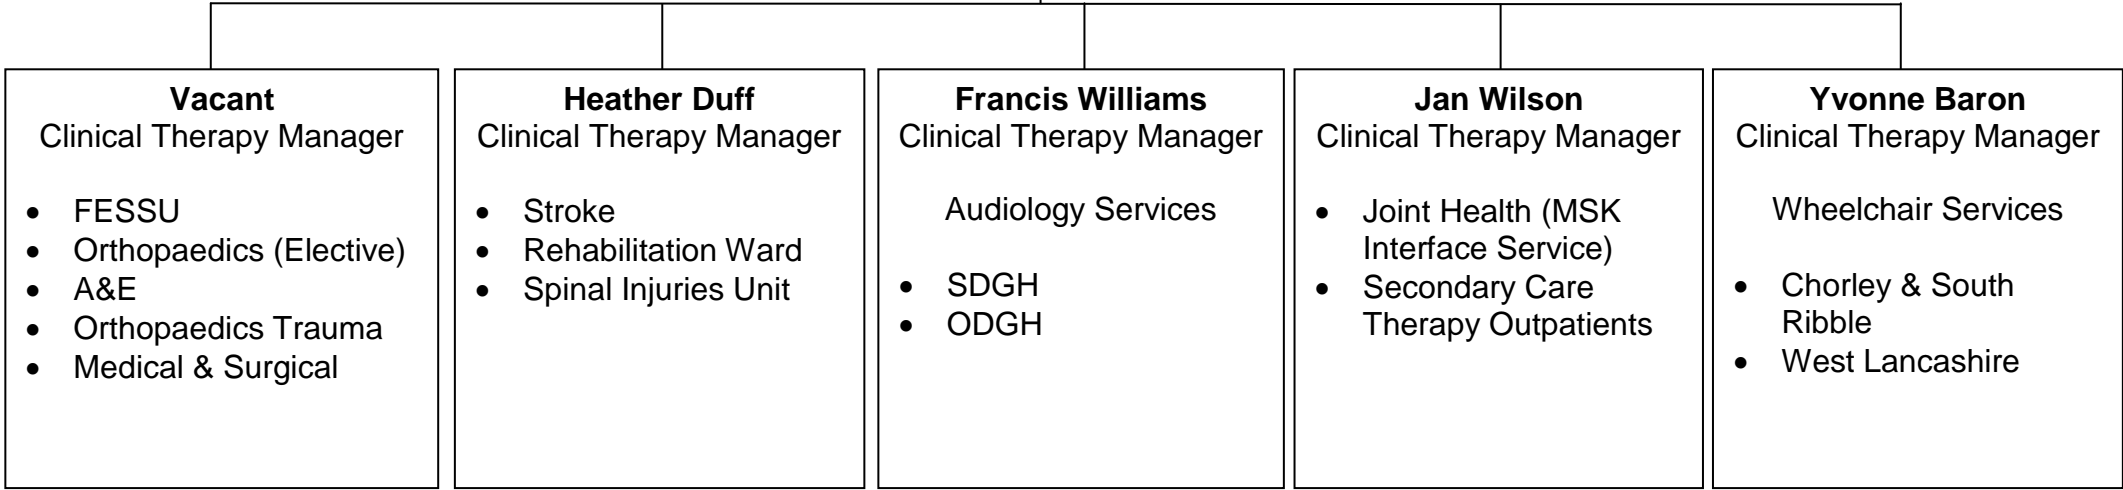 Vacant
Clinical Therapy Manager
• FESSU
• Orthopaedics (Elective)
• A&E
• Orthopaedics Trauma
• Medical & Surgical
Heather Duff
Clinical Therapy Manager
• Stroke
• Rehabilitation Ward
• Spinal Injuries Unit
Francis Williams
Clinical Therapy Manager
Audiology Services
• SDGH
• ODGH
Jan Wilson
Clinical Therapy Manager
• Joint Health (MSK
Interface Service)
• Secondary Care
Therapy Outpatients
Yvonne Baron
Clinical Therapy Manager
Wheelchair Services
• Chorley & South
Ribble
• West Lancashire